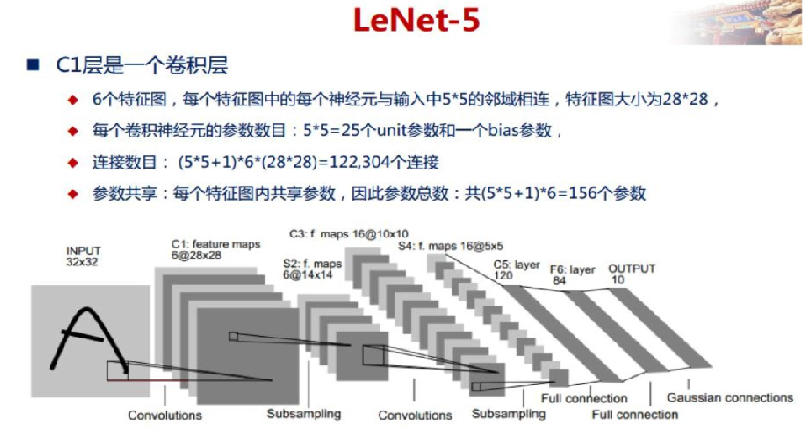 LeNet-5
C1层是一个卷积层
6个特征图，每个特征图中的每个神经元与输入中5*5的邻域相连，特征图大小为28*28，
每个卷积神经元的参数数目：5*5=25个unit参数和一个bias参数，
连接数目： (5*5+1)*6*(28*28)=122,304个连接
参数共享：每个特征图内共享参数，因此参数总数：共(5*5+1)*6=156个参数
INPUT
32x32
C1: feature maps
6@28x28
S2: f. maps
6@14x14
C3: f. maps 16@10x10
S4: f. maps 16@5x5
C5: layer
120
F6: layer
84
OUTPUT
10
Convolutions
Subsampling
Convolutions
Subsampling
Full connection
Full connection
Gaussian connections